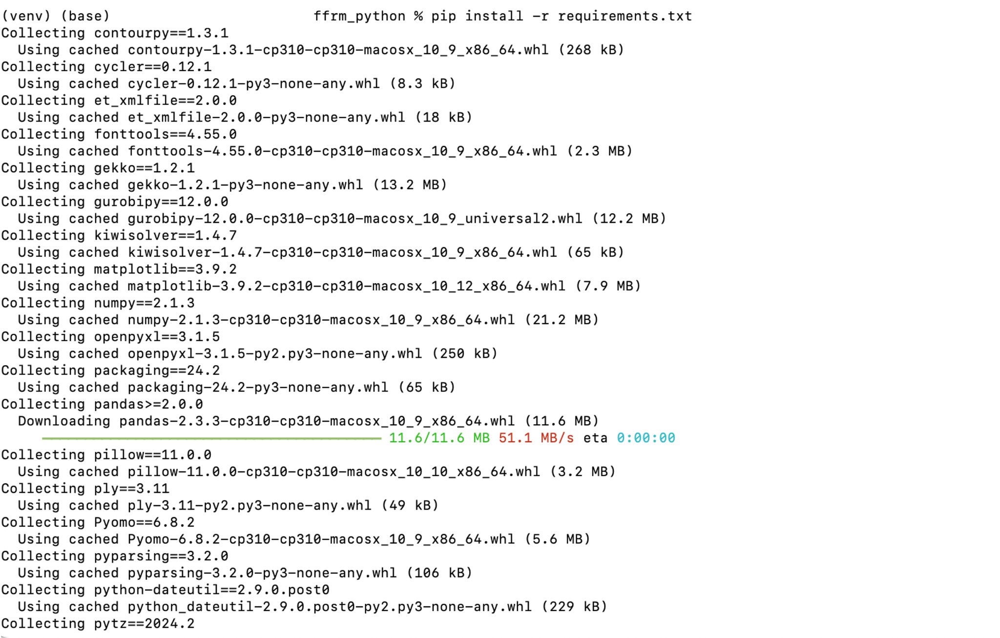 (venv) (base) ffrm_python % pip install -r requirements.txt
Collecting contourpy==1.3.1
  Using cached contourpy-1.3.1-cp310-cp310-macosx_10_9_x86_64.whl (268 kB)
Collecting cycler==0.12.1
  Using cached cycler-0.12.1-py3-none-any.whl (8.3 kB)
Collecting et_xmlfile==2.0.0
  Using cached et_xmlfile-2.0.0-py3-none-any.whl (18 kB)
Collecting fonttools==4.55.0
  Using cached fonttools-4.55.0-cp310-cp310-macosx_10_9_x86_64.whl (2.3 MB)
Collecting gekko==1.2.1
  Using cached gekko-1.2.1-py3-none-any.whl (13.2 MB)
Collecting gurobipy==12.0.0
  Using cached gurobipy-12.0.0-cp310-cp310-macosx_10_9_universal2.whl (12.2 MB)
Collecting kiwisolver==1.4.7
  Using cached kiwisolver-1.4.7-cp310-cp310-macosx_10_9_x86_64.whl (65 kB)
Collecting matplotlib==3.9.2
  Using cached matplotlib-3.9.2-cp310-cp310-macosx_10_12_x86_64.whl (7.9 MB)
Collecting numpy==2.1.3
  Using cached numpy-2.1.3-cp310-cp310-macosx_10_9_x86_64.whl (21.2 MB)
Collecting openpyxl==3.1.5
  Using cached openpyxl-3.1.5-py2.py3-none-any.whl (250 kB)
Collecting packaging==24.2
  Using cached packaging-24.2-py3-none-any.whl (65 kB)
Collecting pandas>=2.0.0
  Downloading pandas-2.3.3-cp310-cp310-macosx_10_9_x86_64.whl (11.6 MB)
11.6/11.6 MB 51.1 MB/s eta 0:00:00
Collecting pillow==11.0.0
  Using cached pillow-11.0.0-cp310-cp310-macosx_10_10_x86_64.whl (3.2 MB)
Collecting ply==3.11
  Using cached ply-3.11-py2.py3-none-any.whl (49 kB)
Collecting Pyomo==6.8.2
  Using cached Pyomo-6.8.2-cp310-cp310-macosx_10_9_x86_64.whl (5.6 MB)
Collecting pyparsing==3.2.0
  Using cached pyparsing-3.2.0-py3-none-any.whl (106 kB)
Collecting python-dateutil==2.9.0.post0
  Using cached python_dateutil-2.9.0.post0-py2.py3-none-any.whl (229 kB)
Collecting pytz==2024.2